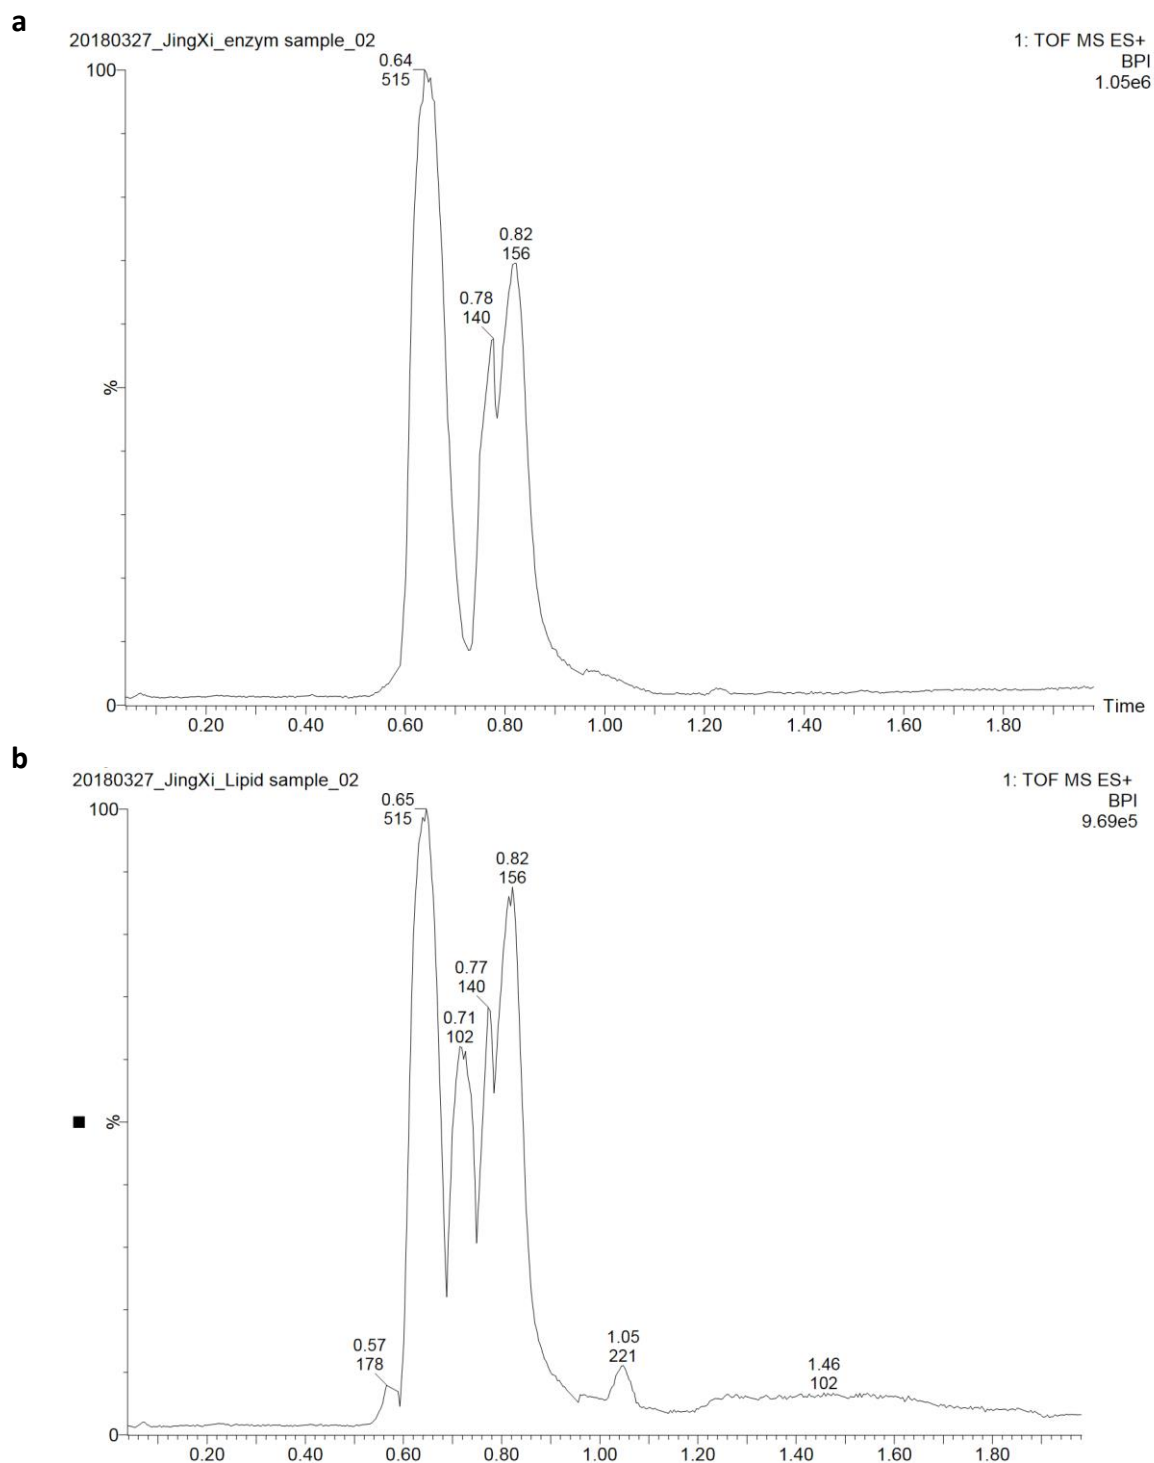 a
20180327_JingXi_enzym sample_02
1: TOF MS ES+
BPI
1.05e6
100
0.64
515
0.82
156
0.78
140
%
0
Time
0.20 0.40 0.60 0.80 1.00 1.20 1.40 1.60 1.80
b
20180327_JingXi_Lipid sample_02
1: TOF MS ES+
BPI
9.69e5
100
0.65
515
0.82
156
0.77
140
0.71
102
%
0.57
178
1.05
221
1.46
102
0
0.20 0.40 0.60 0.80 1.00 1.20 1.40 1.60 1.80